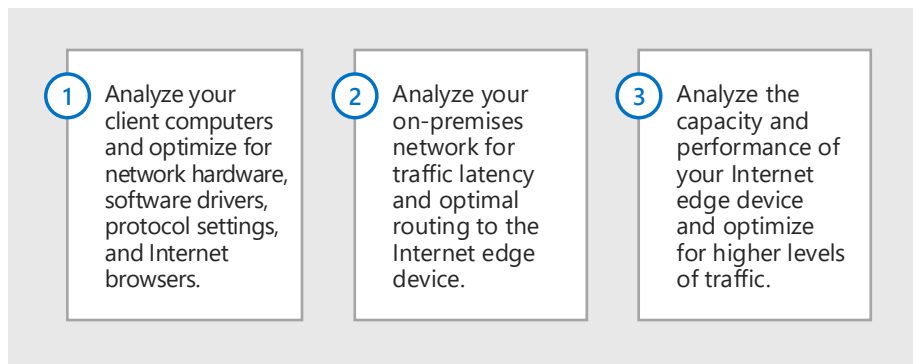 1
Analyze your
client computers
and optimize for
network hardware,
software drivers,
protocol settings,
and Internet
browsers.
2
Analyze your
on-premises
network for
traffic latency
and optimal
routing to the
Internet edge
device.
3
Analyze the
capacity and
performance of
your Internet
edge device
and optimize
for higher levels
of traffic.